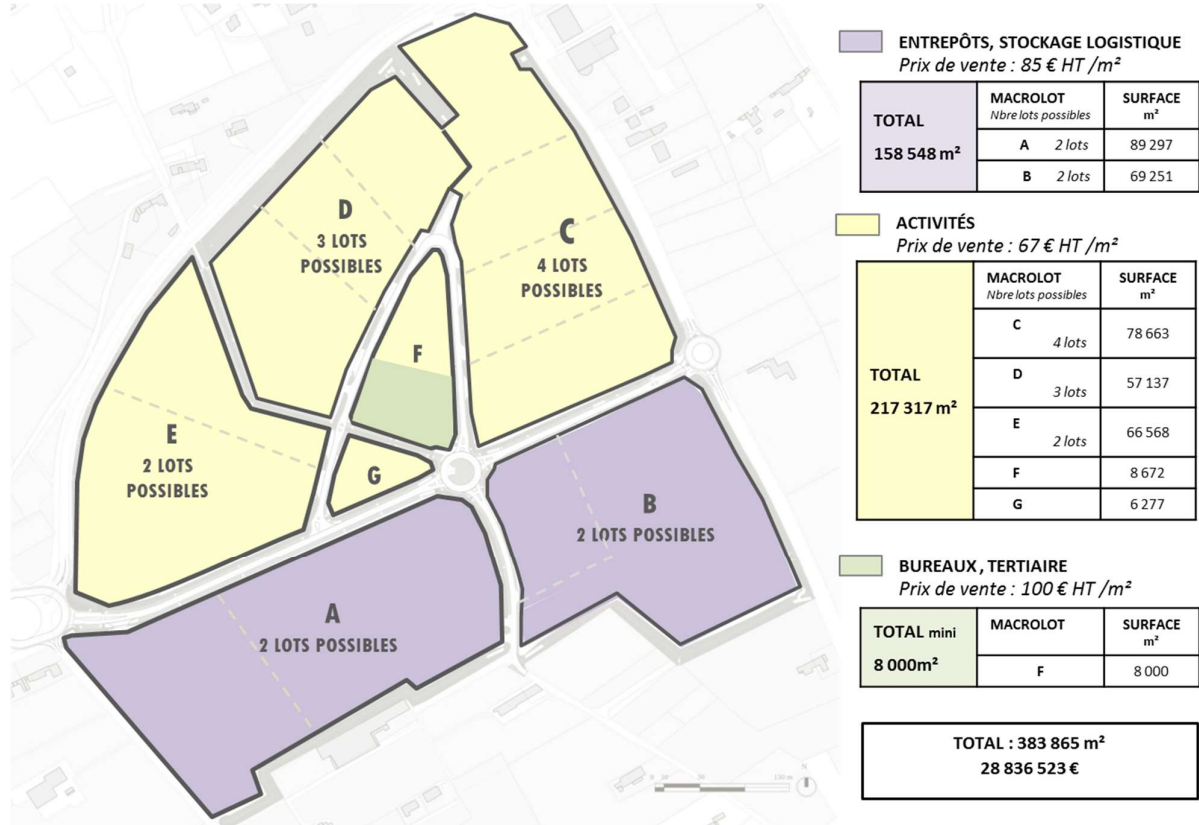 D
3 LOTS
POSSIBLES
C
4 LOTS
POSSIBLES
F
E
2 LOTS
POSSIBLES
G
B
2 LOTS POSSIBLES
A
2 LOTS POSSIBLES
N
ENTREPÔTS, STOCKAGE LOGISTIQUE
Prix de vente : 85 € HT /m²
TOTAL
158 548 m²
MACROLOT
Nbre lots possibles
SURFACE
m²
A 2 lots 89 297
B 2 lots 69 251
ACTIVITÉS
Prix de vente : 67 € HT /m²
TOTAL
217 317 m²
MACROLOT
Nbre lots possibles
SURFACE
m²
C
4 lots
78 663
D
3 lots
57 137
E
2 lots
66 568
F 8 672
G 6 277
BUREAUX, TERTIAIRE
Prix de vente : 100 € HT /m²
TOTAL mini
8 000m²
MACROLOT
SURFACE
m²
F 8 000
TOTAL : 383 865 m²
28 836 523 €